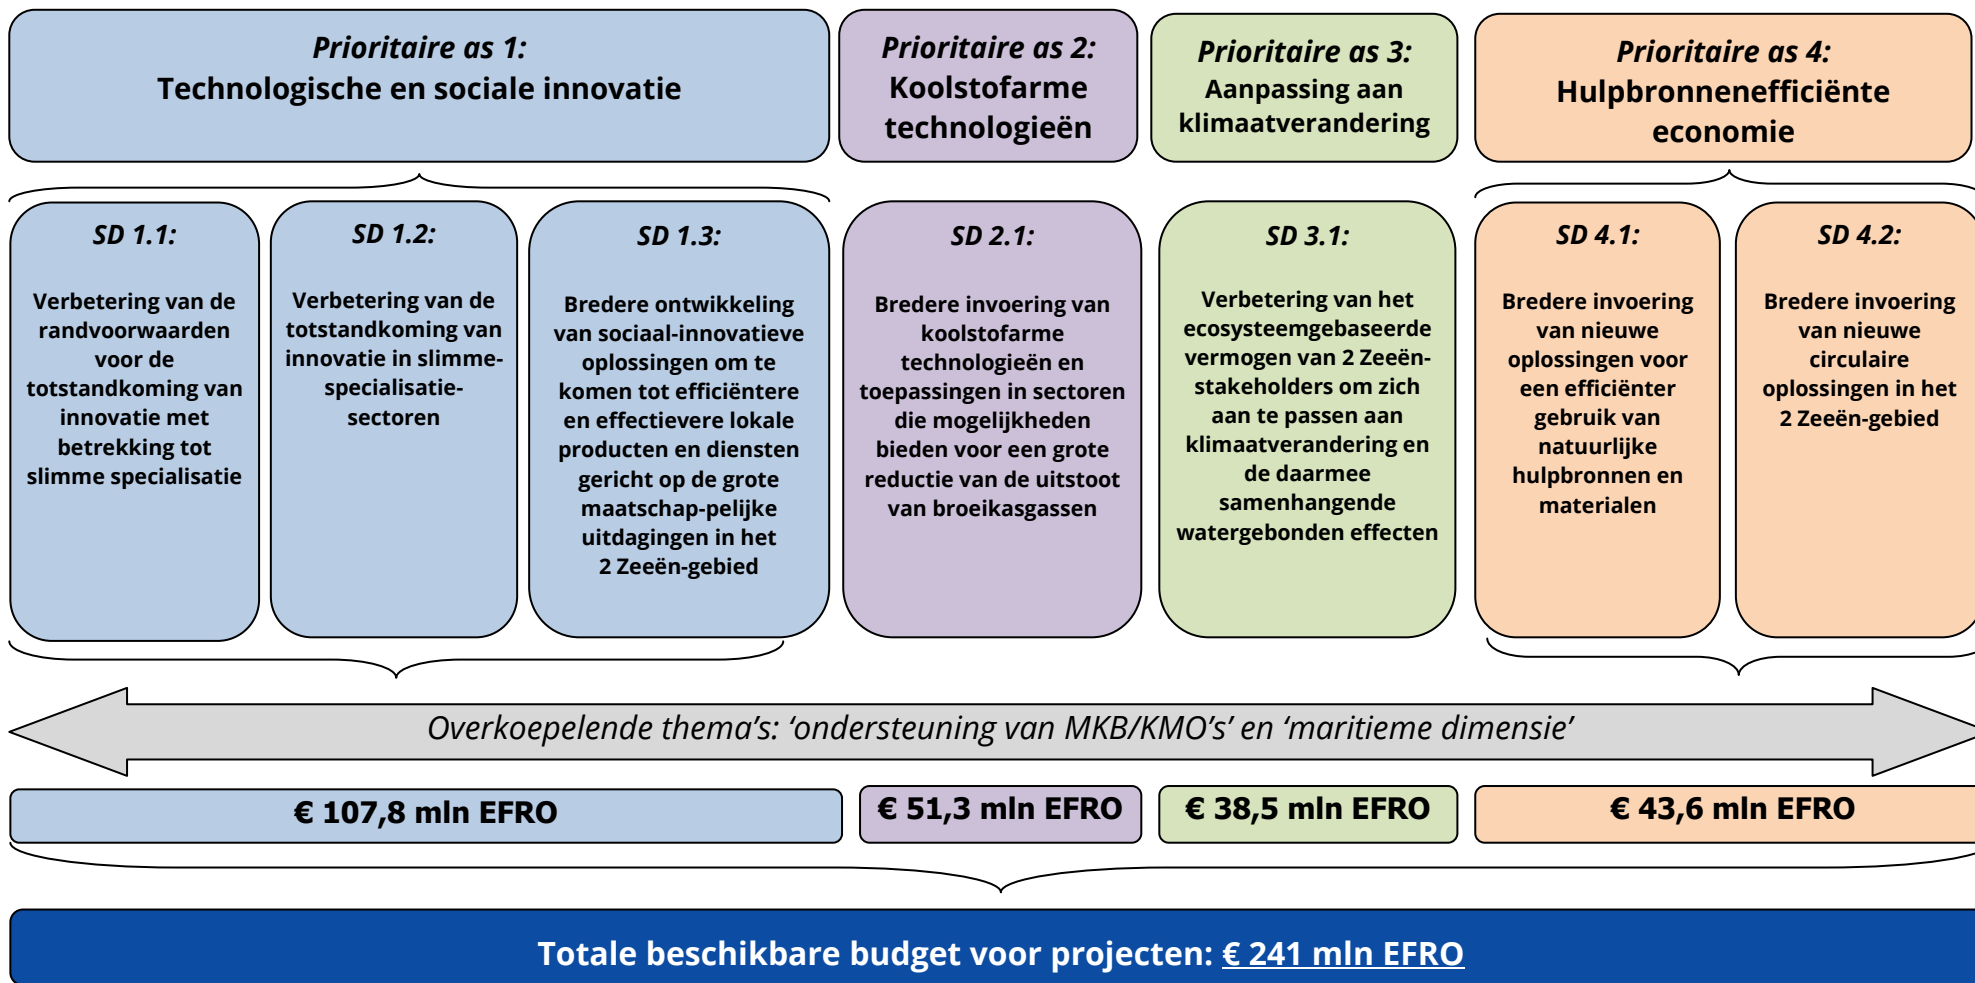 Prioritaire as 1:
Technologische en sociale innovatie
Prioritaire as 2:
Koolstofarme
technologieën
Prioritaire as 3:
Aanpassing aan
klimaatverandering
Prioritaire as 4:
Hulpbronnenefficiënte
economie
SD 1.1:
Verbetering van de
randvoorwaarden
voor de
totstandkoming van
innovatie met
betrekking tot
slimme specialisatie
SD 1.2:
Verbetering van de
totstandkoming van
innovatie in slimme-
specialisatie-
sectoren
SD 1.3:
Bredere ontwikkeling
van sociaal-innovatieve
oplossingen om te
komen tot efficiëntere
en effectievere lokale
producten en diensten
gericht op de grote
maatschap-pelijke
uitdagingen in het
2 Zeeën-gebied
SD 2.1:
Bredere invoering van
koolstofarme
technologieën en
toepassingen in sectoren
die mogelijkheden
bieden voor een grote
reductie van de uitstoot
van broeikasgassen
SD 3.1:
Verbetering van het
ecosysteemgebaseerde
vermogen van 2 Zeeën-
stakeholders om zich
aan te passen aan
klimaatverandering en
de daarmee
samenhangende
watergebonden effecten
SD 4.1:
Bredere invoering
van nieuwe
oplossingen voor
een efficiënter
gebruik van
natuurlijke
hulpbronnen en
materialen
SD 4.2:
Bredere invoering
van nieuwe
circulaire
oplossingen in het
2 Zeeën-gebied
Overkoepelende thema’s: ‘ondersteuning van MKB/KMO’s’ en ‘maritieme dimensie’
€ 107,8 mln EFRO
€ 51,3 mln EFRO
€ 38,5 mln EFRO
€ 43,6 mln EFRO
Totale beschikbare budget voor projecten: € 241 mln EFRO